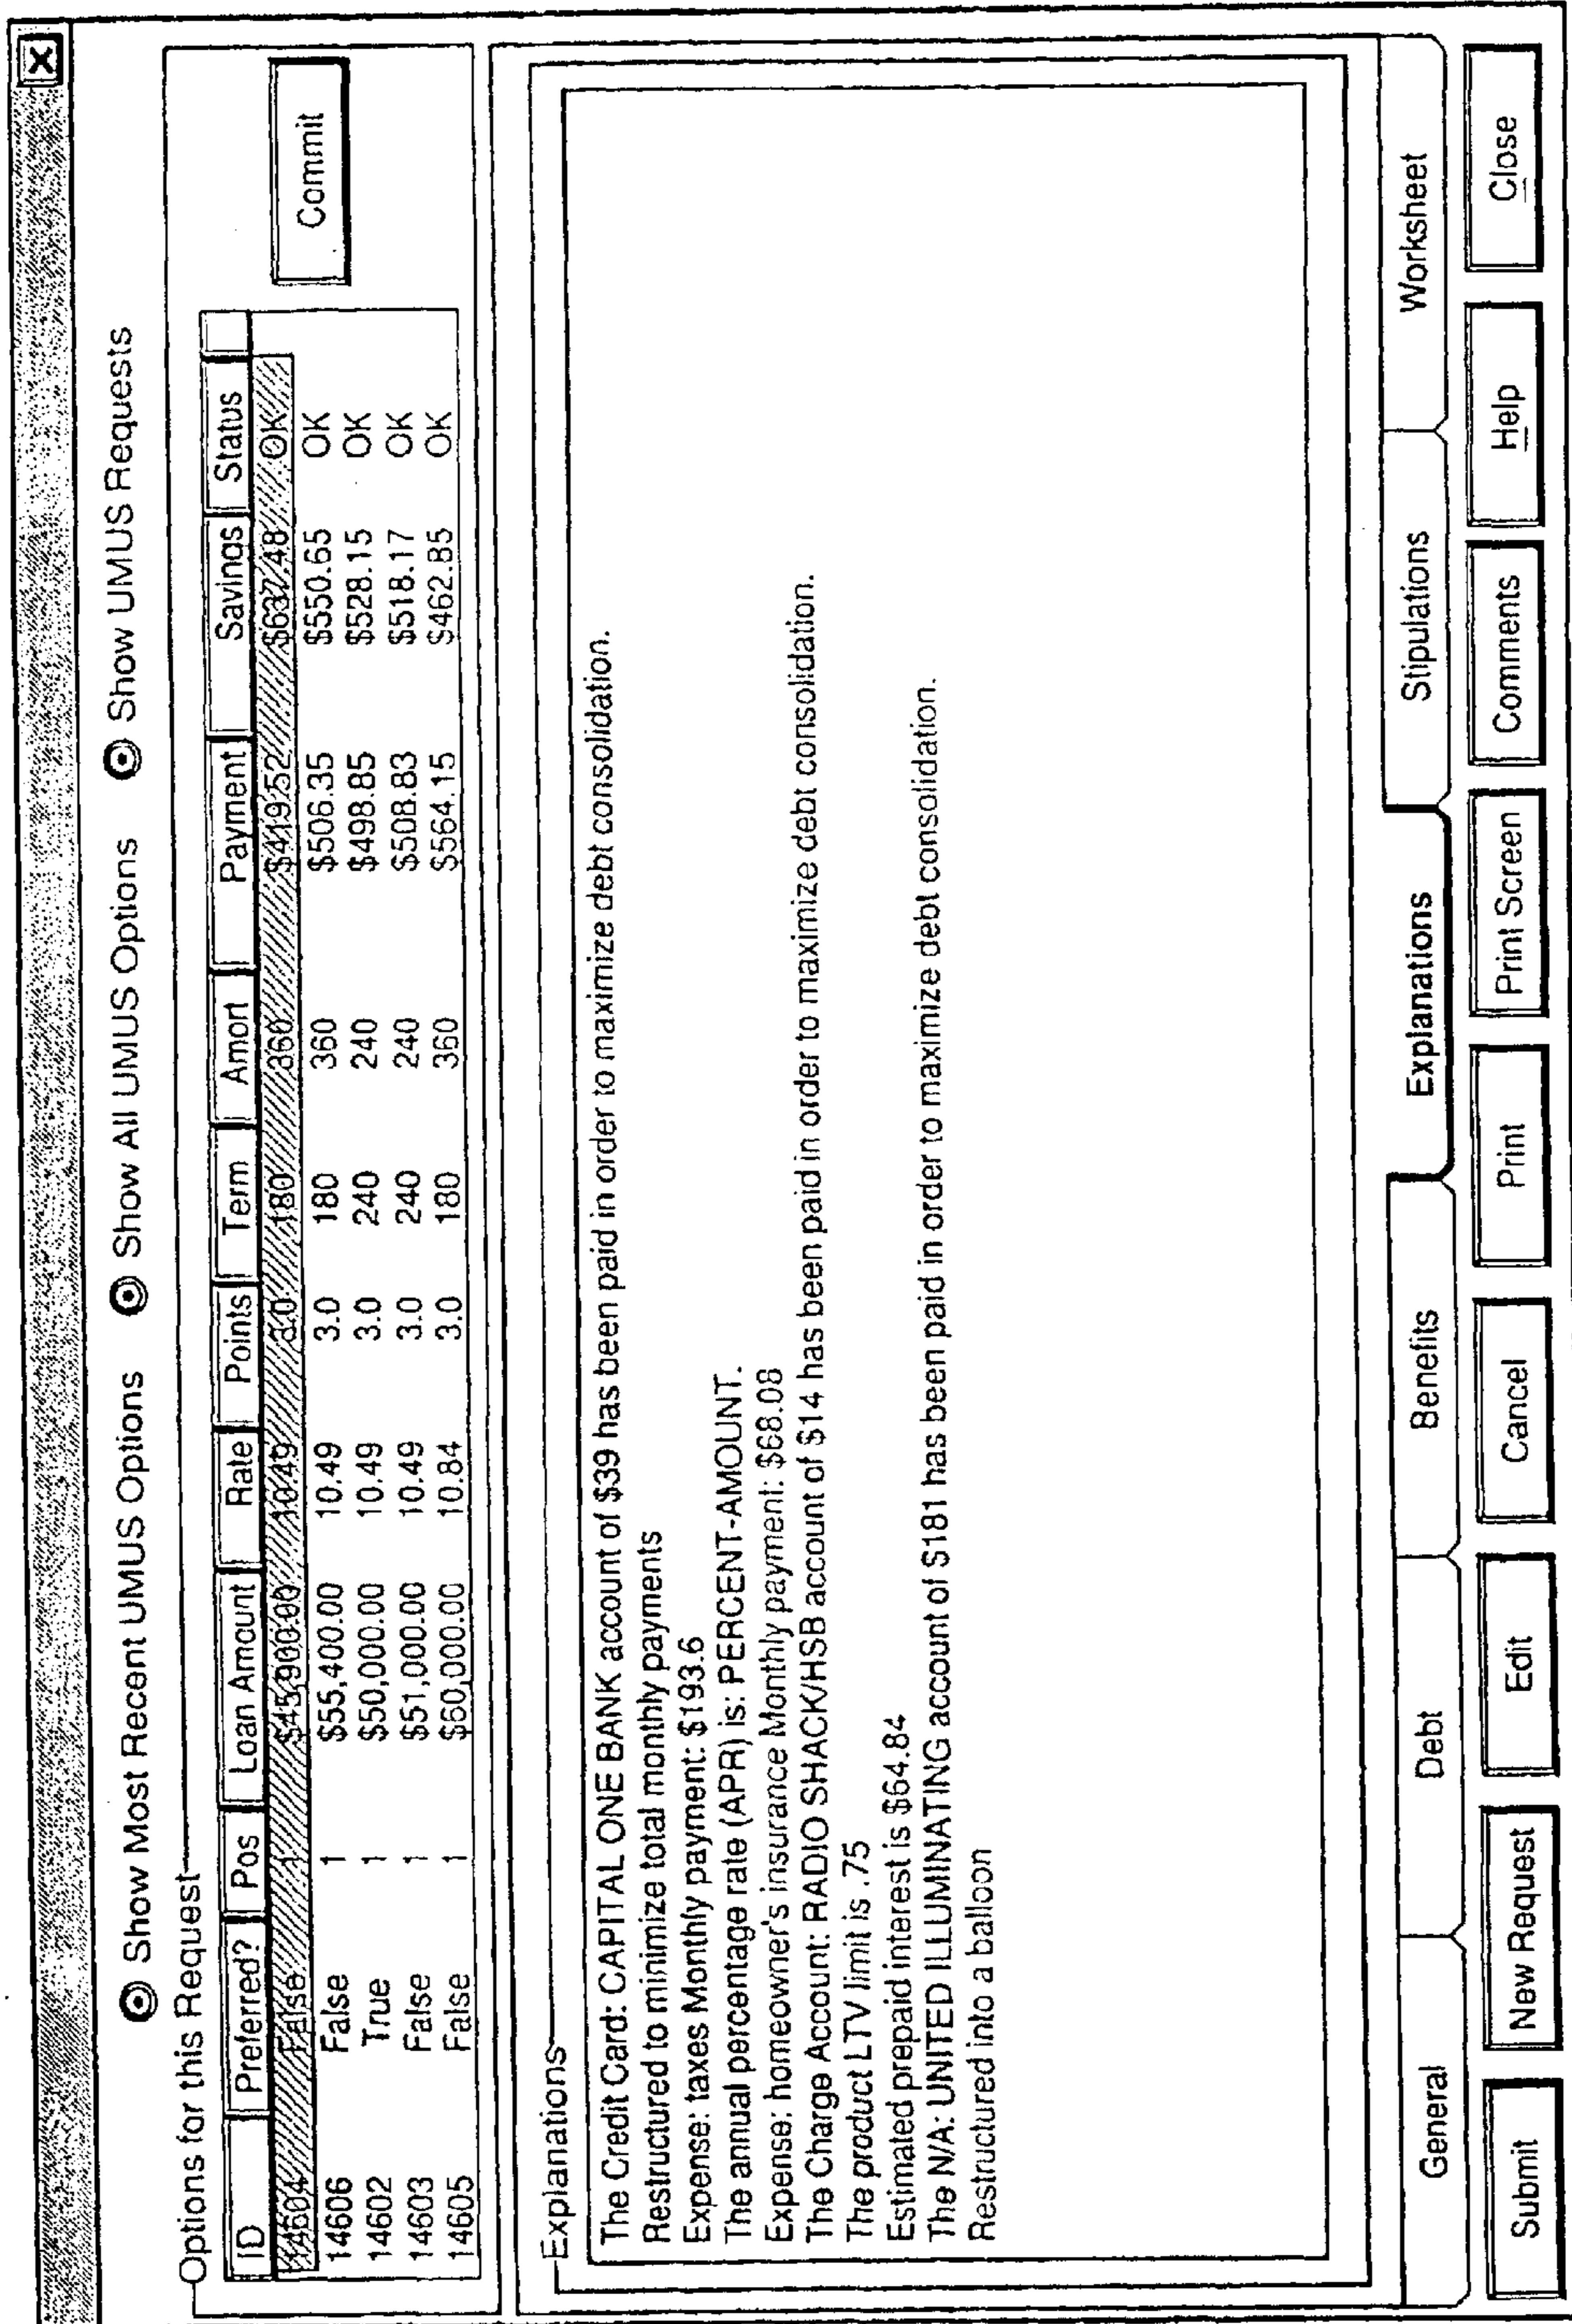 X
Show Most Recent UMUS Options Show All UMUS Options Show UMUS Requests
Options for this Request
ID Preferred? Pos Loan Amount Rate Points Term Amort Payment Savings Status
14604 False 1 $45,900.00 10.49 3.0 180 360 $419.52 $637.48 OK
14606 False 1 $55,400.00 10.49 3.0 180 360 $506.35 $550.65 OK
14602 True 1 $50,000.00 10.49 3.0 240 240 $498.85 $528.15 OK
14603 False 1 $51,000.00 10.49 3.0 240 240 $508.83 $518.17 OK
14605 False 1 $60,000.00 10.84 3.0 180 360 $564.15 $462.85 OK
Commit
Explanations
The Credit Card: CAPITAL ONE BANK account of $39 has been paid in order to maximize debt consolidation.
Restructured to minimize total monthly payments
Expense: taxes Monthly payment: $193.6
The annual percentage rate (APR) is: PERCENT-AMOUNT.
Expense: homeowner's insurance Monthly payment: $68.08
The Charge Account: RADIO SHACK/HSB account of $14 has been paid in order to maximize debt consolidation.
The product LTV limit is .75
Estimated prepaid interest is $64.84
The N/A: UNITED ILLUMINATING account of $181 has been paid in order to maximize debt consolidation.
Restructured into a balloon
General Debt Benefits Explanations Stipulations Worksheet
Submit New Request Edit Cancel Print Print Screen Comments Help Close